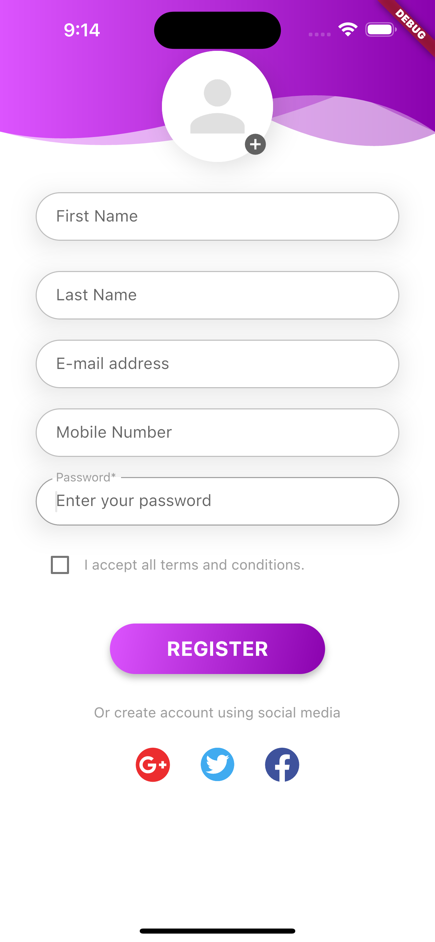 9:14
DEBUG
First Name
Last Name
E-mail address
Mobile Number
Password*
Enter your password
I accept all terms and conditions.
REGISTER
Or create account using social media
G+